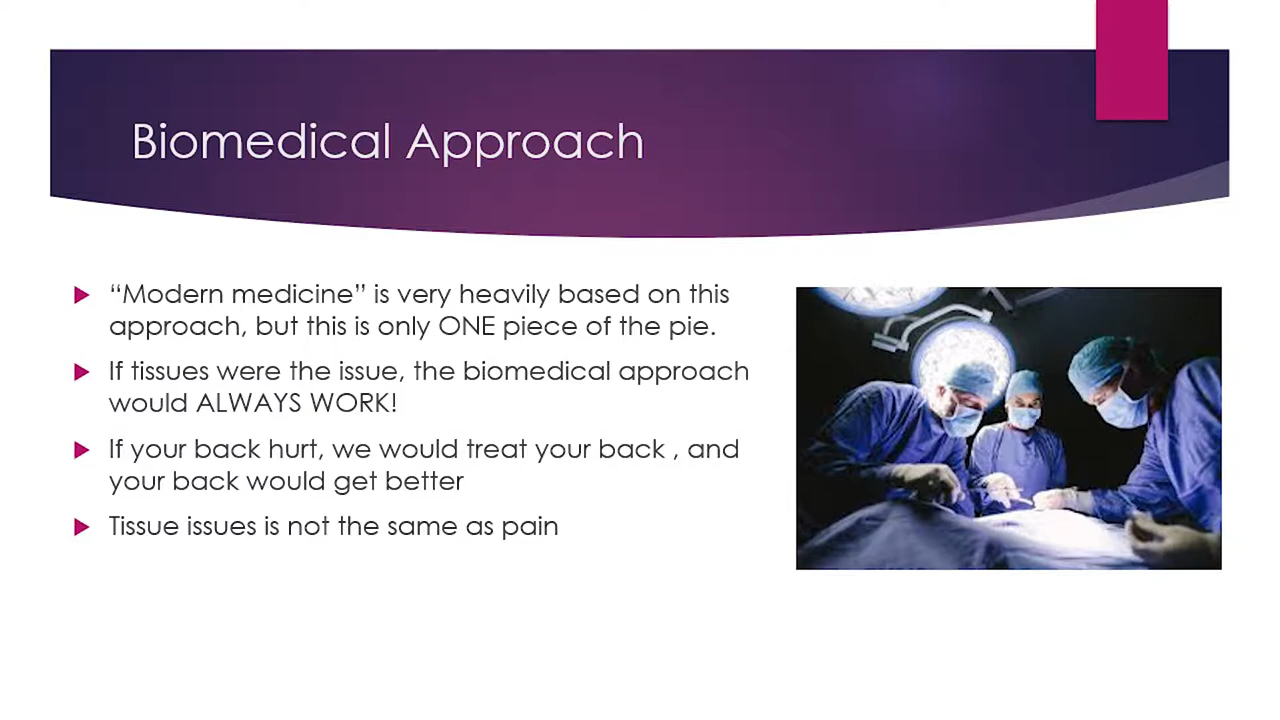 Biomedical Approach
“Modern medicine” is very heavily based on this
approach, but this is only ONE piece of the pie.
If tissues were the issue, the biomedical approach
would ALWAYS WORK!
If your back hurt, we would treat your back , and
your back would get better
Tissue issues is not the same as pain